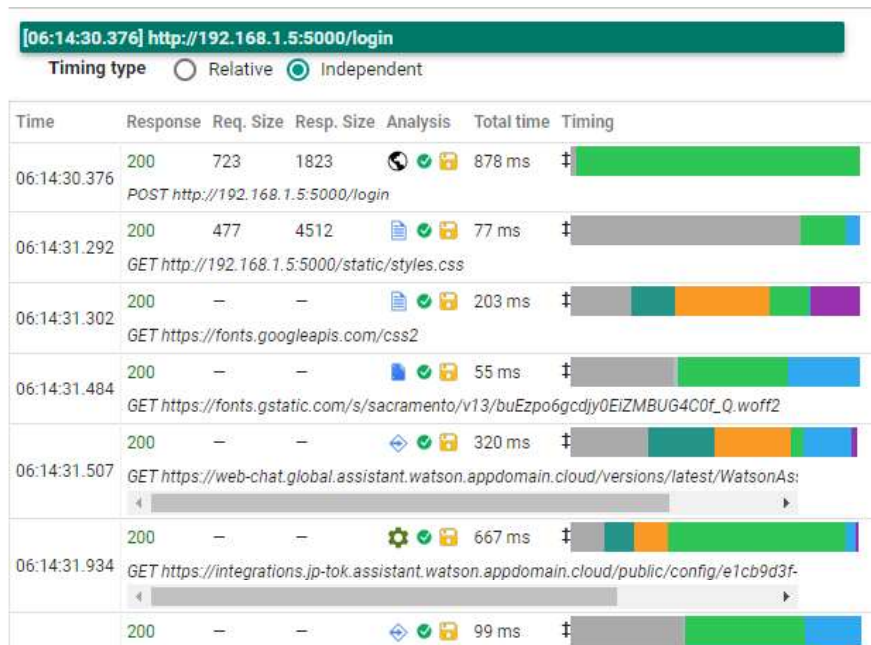 [06:14:30.376] http://192.168.1.5:5000/login
Timing type Relative Independent
Time Response Req. Size Resp. Size Analysis Total time Timing
06:14:30.376 200 723 1823 878 ms ‡
POST http://192.168.1.5:5000/login
06:14:31.292 200 477 4512 77 ms ‡
GET http://192.168.1.5:5000/static/styles.css
06:14:31.302 200 – – 203 ms ‡
GET https://fonts.googleapis.com/css2
06:14:31.484 200 – – 55 ms ‡
GET https://fonts.gstatic.com/s/sacramento/v13/buEzpo6gcdjy0EiZMBUG4C0f_Q.woff2
06:14:31.507 200 – – 320 ms ‡
GET https://web-chat.global.assistant.watson.appdomain.cloud/versions/latest/WatsonAs
06:14:31.934 200 – – 667 ms ‡
GET https://integrations.jp-tok.assistant.watson.appdomain.cloud/public/config/e1cb9d3f-
200 – – 99 ms ‡